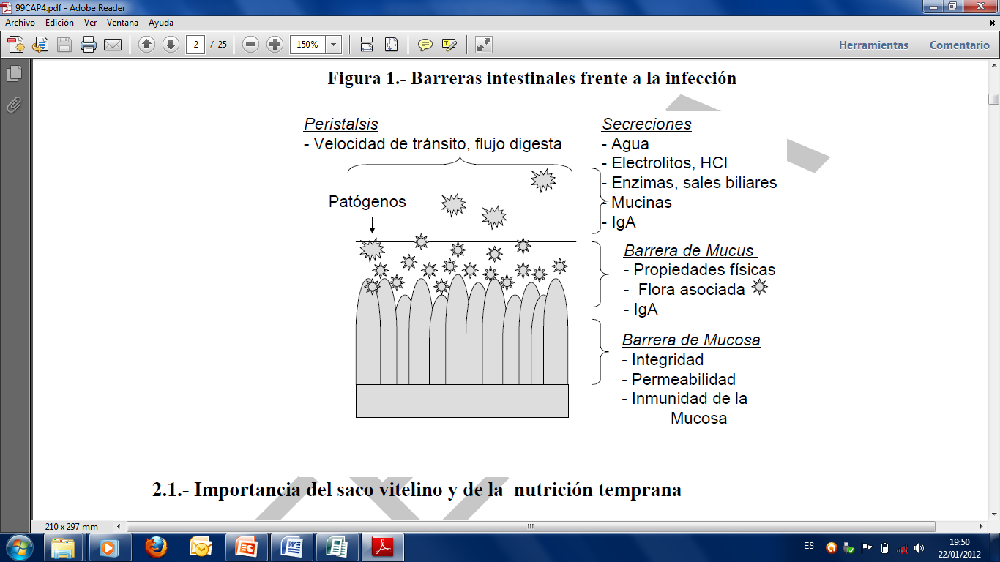 99CAP4.pdf - Adobe Reader
Archivo Edición Ver Ventana Ayuda
2 / 25 150% Herramientas Comentario
Figura 1.- Barreras intestinales frente a la infección
Peristalsis
- Velocidad de tránsito, flujo digesta
Patógenos
Secreciones
- Agua
- Electrolitos, HCl
- Enzimas, sales biliares
- Mucinas
- IgA
Barrera de Mucus
- Propiedades físicas
- Flora asociada
- IgA
Barrera de Mucosa
- Integridad
- Permeabilidad
- Inmunidad de la
Mucosa
2.1.- Importancia del saco vitelino y de la nutrición temprana
210 x 297 mm
ES 19:50
22/01/2012